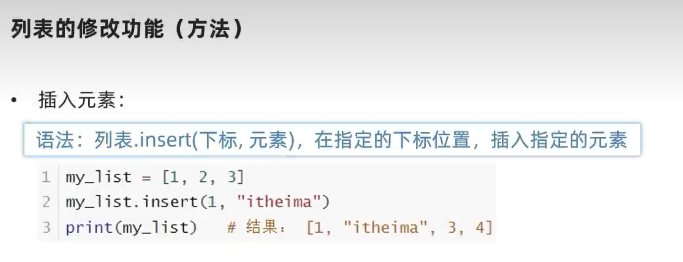 列表的修改功能（方法）
• 插入元素：
语法：列表.insert(下标, 元素)，在指定的下标位置，插入指定的元素
1 my_list = [1, 2, 3]
2 my_list.insert(1, "itheima")
3 print(my_list)   # 结果： [1, "itheima", 3, 4]